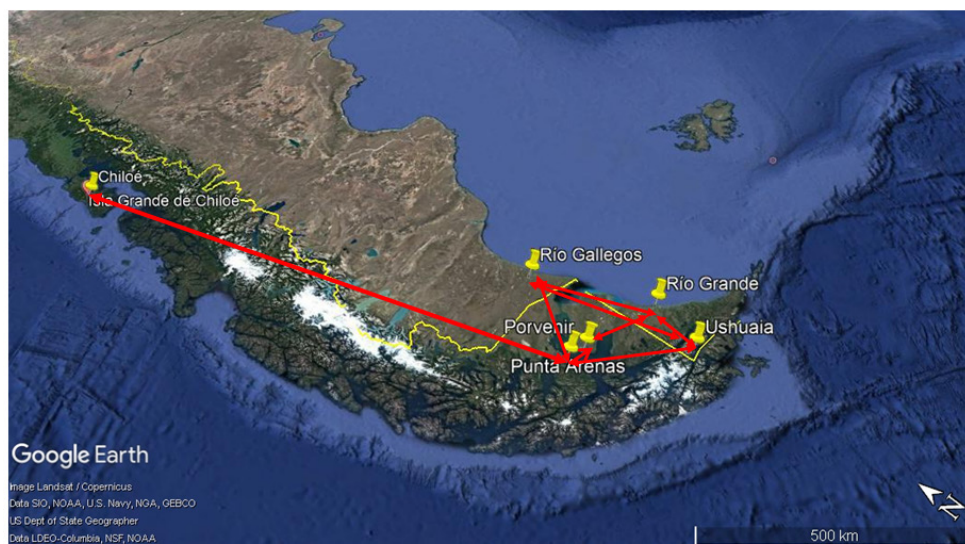 Chiloé
Isla Grande de Chiloé
Río Gallegos
Río Grande
Porvenir
Ushuaia
Punta Arenas
Google Earth
Image Landsat / Copernicus
Data SIO, NOAA, U.S. Navy, NGA, GEBCO
US Dept of State Geographer
Data LDEO-Columbia, NSF, NOAA
N
500 km